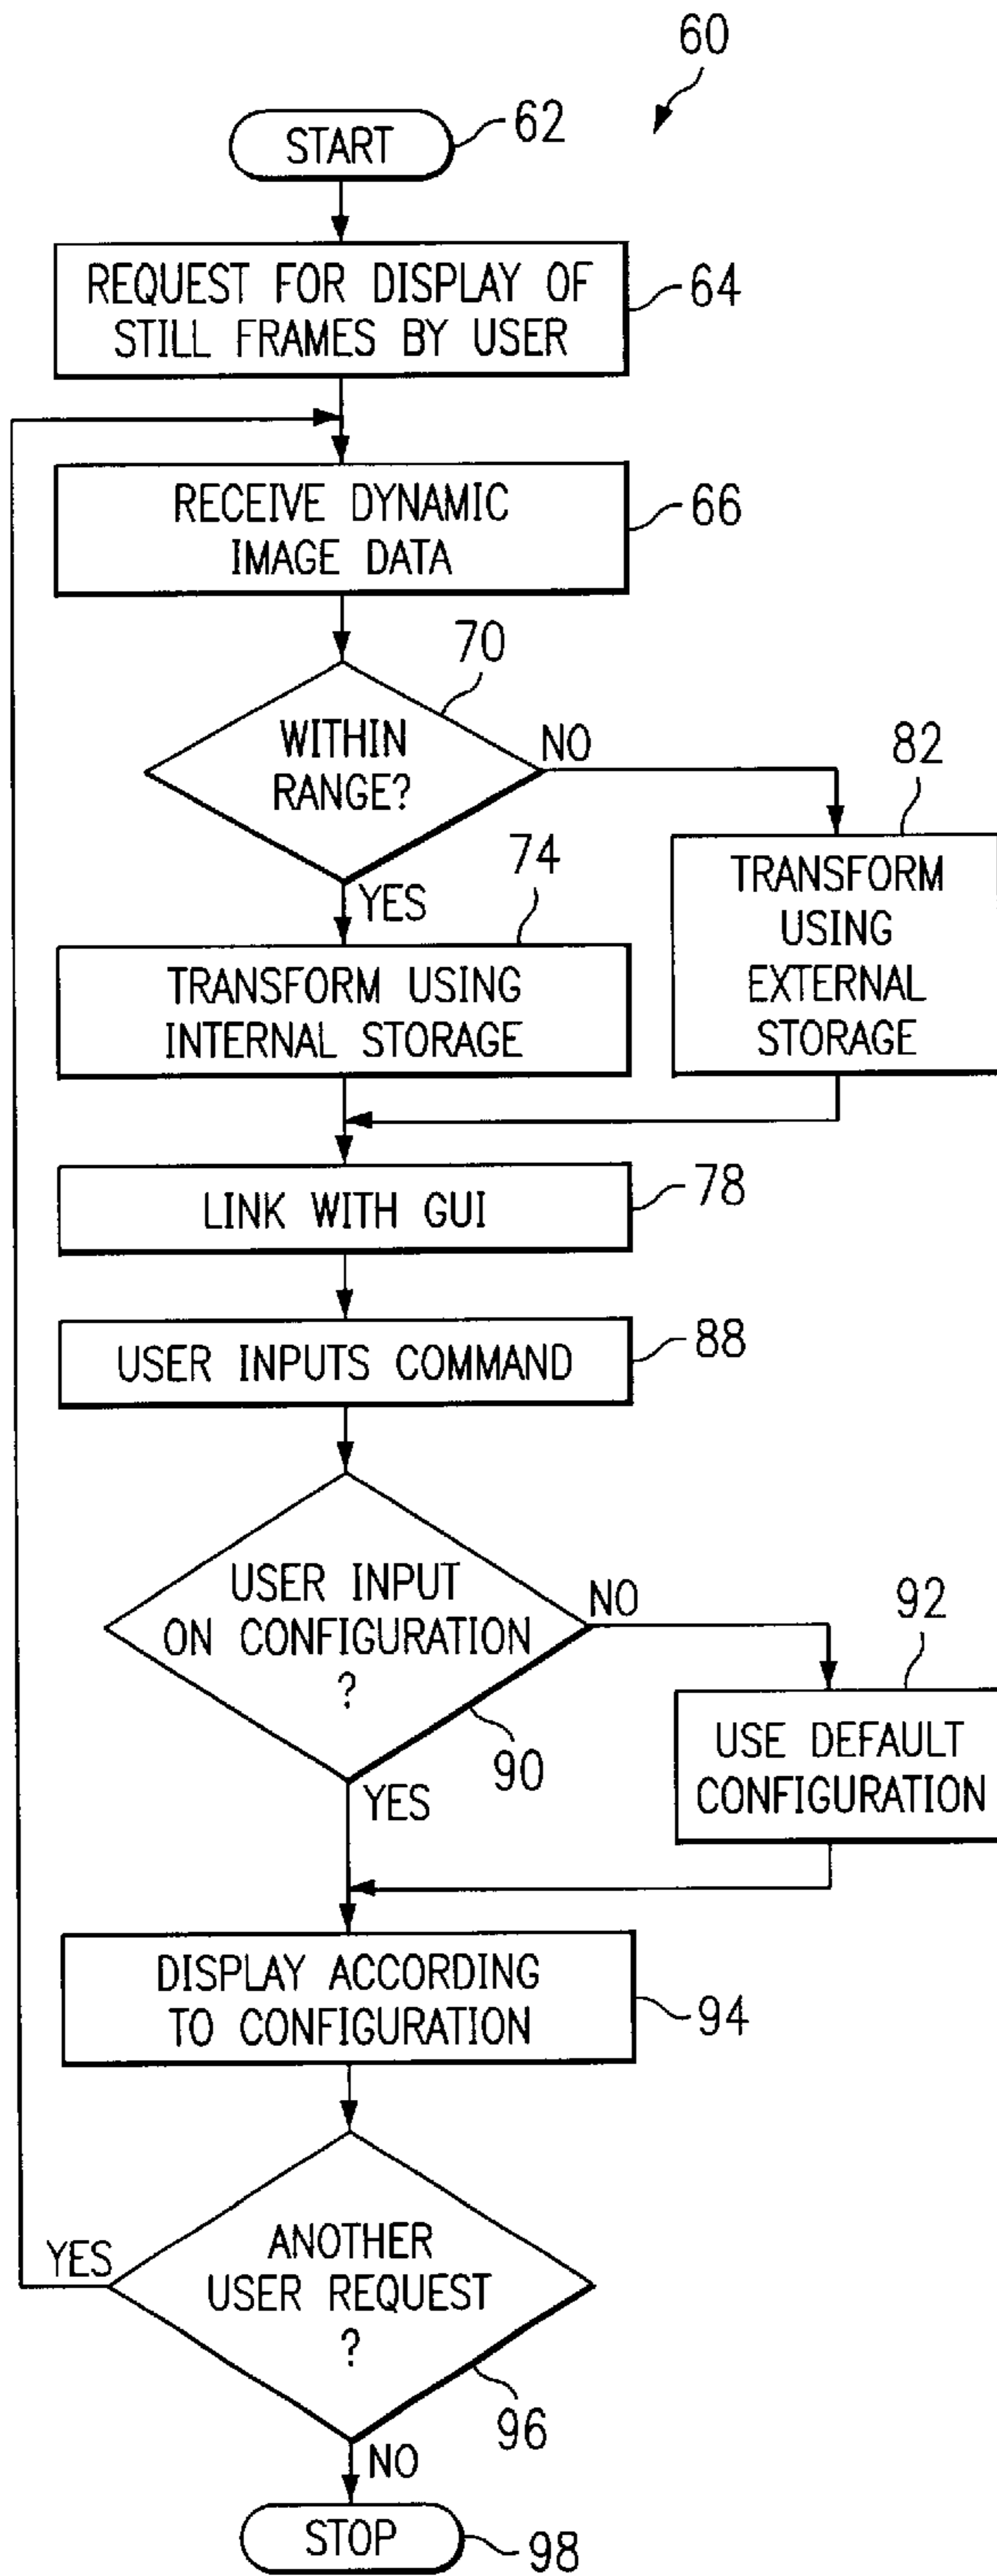 60
START
62
REQUEST FOR DISPLAY OF
STILL FRAMES BY USER
64
RECEIVE DYNAMIC
IMAGE DATA
66
70
WITHIN
RANGE?
NO
YES
82
TRANSFORM
USING
EXTERNAL
STORAGE
74
TRANSFORM USING
INTERNAL STORAGE
LINK WITH GUI
78
USER INPUTS COMMAND
88
USER INPUT
ON CONFIGURATION
?
NO
90
YES
92
USE DEFAULT
CONFIGURATION
DISPLAY ACCORDING
TO CONFIGURATION
94
YES
ANOTHER
USER REQUEST
?
96
NO
STOP
98